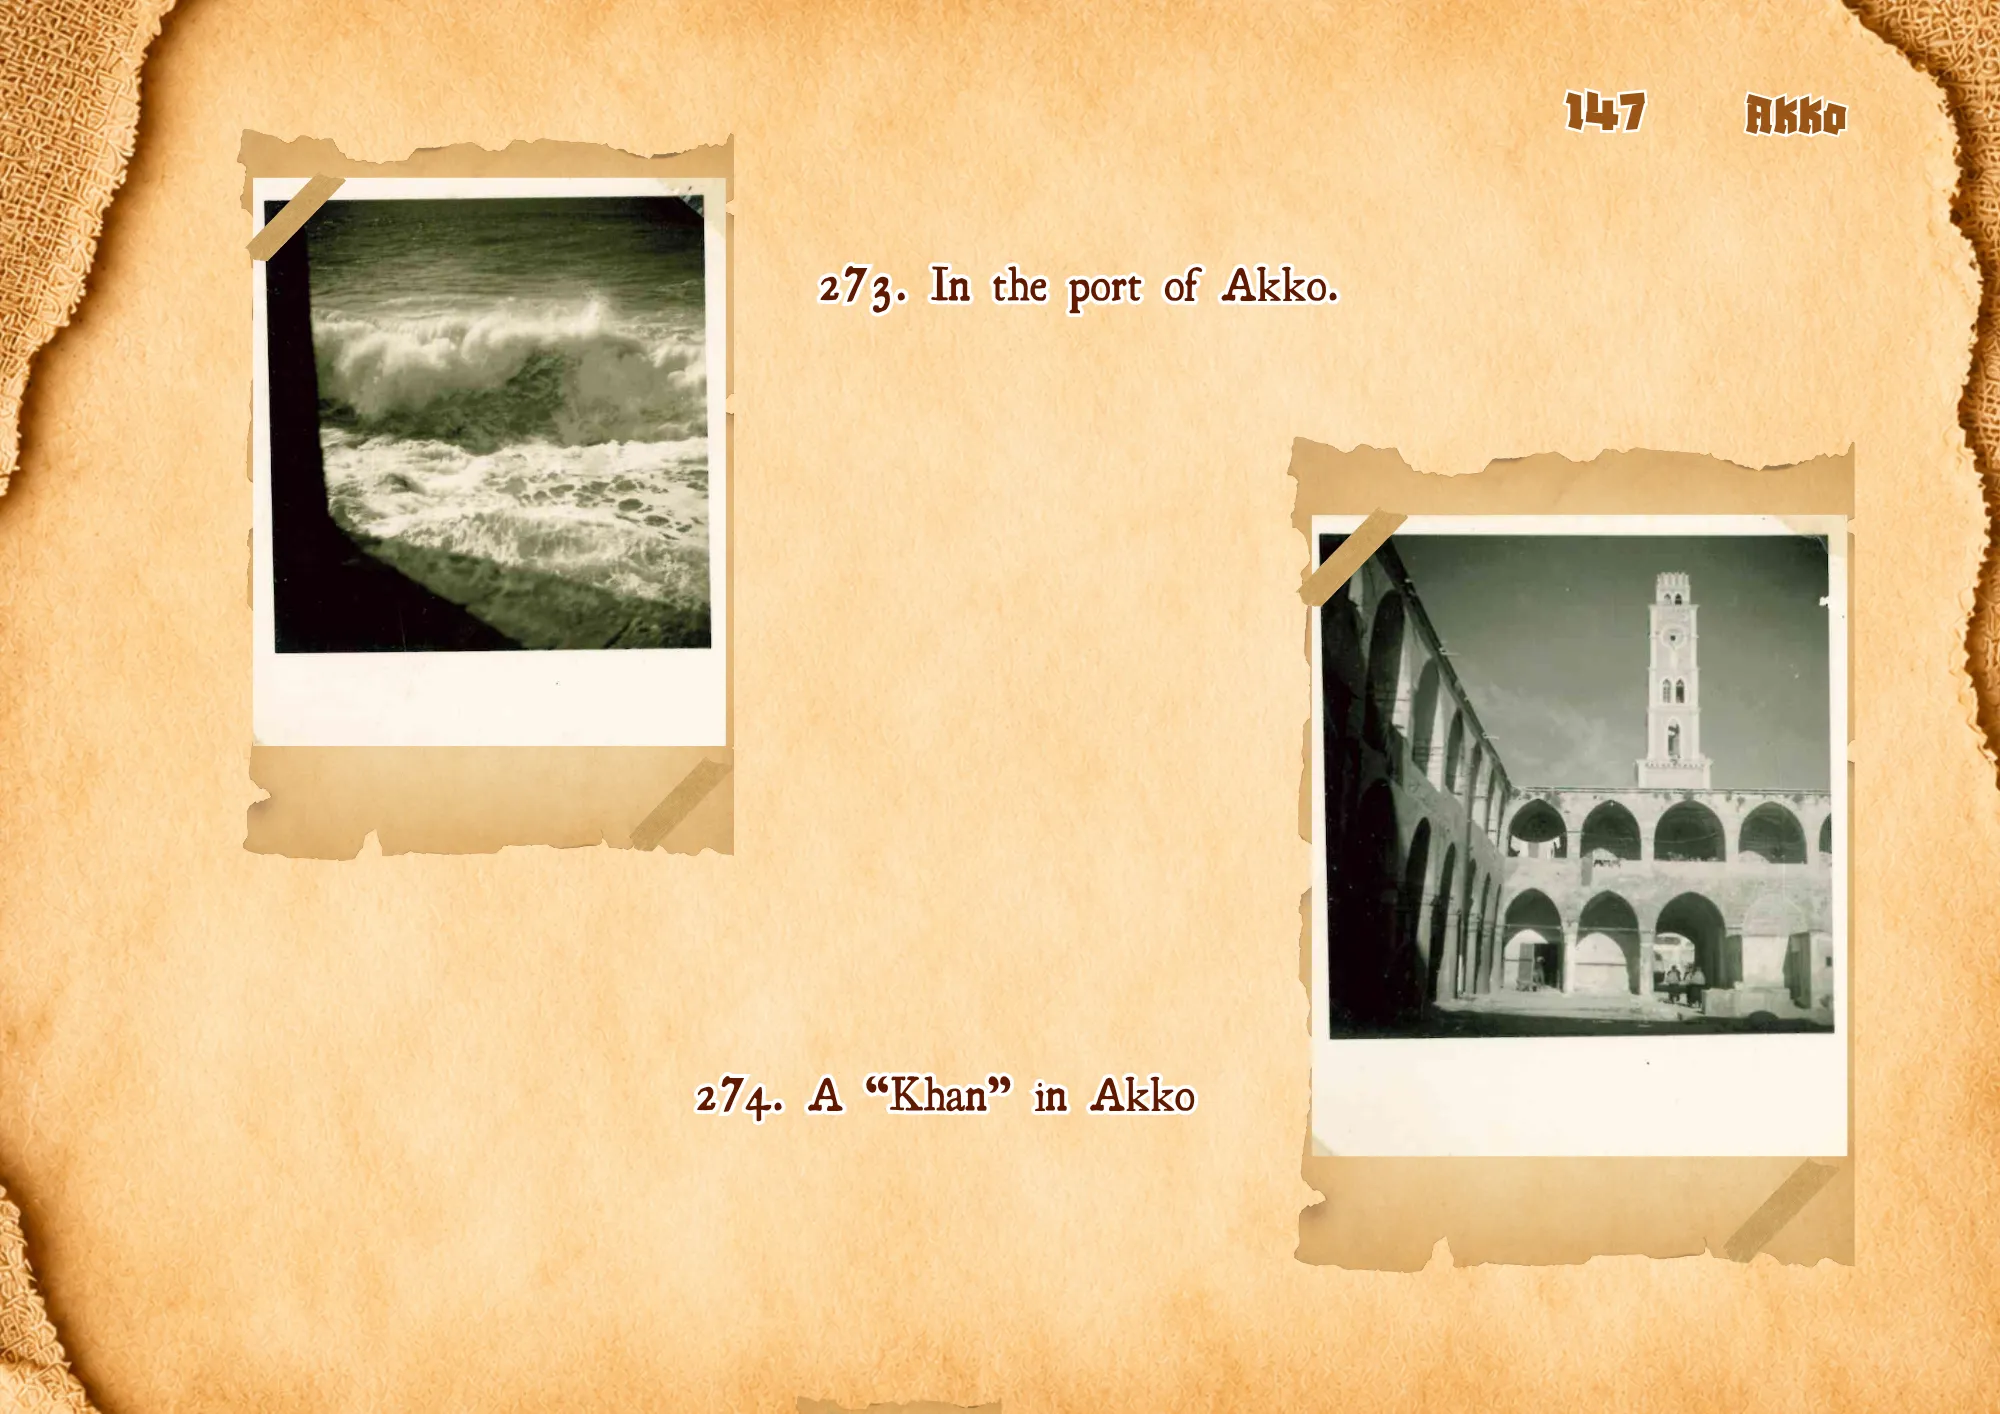 147 Akko
273. In the port of Akko.
274. A “Khan” in Akko